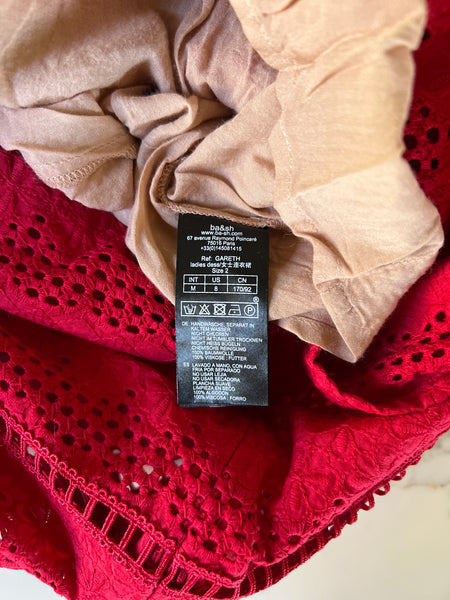 ba&sh
ba-sh.com
67 avenue Raymond Poincaré
75016 Paris
+33(0)145081415
Ref: GARETH
ladies dess/女士连衣裙
Size 2
INT US CN
M 8 170/92
DE HANDWÄSCHE, SEPARAT IN
KALTEM WASSER
NICHT BLEICHEN
NICHT IM TUMBLER TROCKNEN
NICHT HEISS BÜGELN
CHEMISCHE REINIGUNG
100% BAUMWOLLE
100% VISKOSE : FUTTER
ES LAVADO A MANO, CON AGUA
FRIA POR SEPARADO
NO USAR LEJIA
NO USAR SECADORA
PLANCHA SUAVE
LIMPIEZA EN SECO
100% ALGODON
100% VISCOSA : FORRO